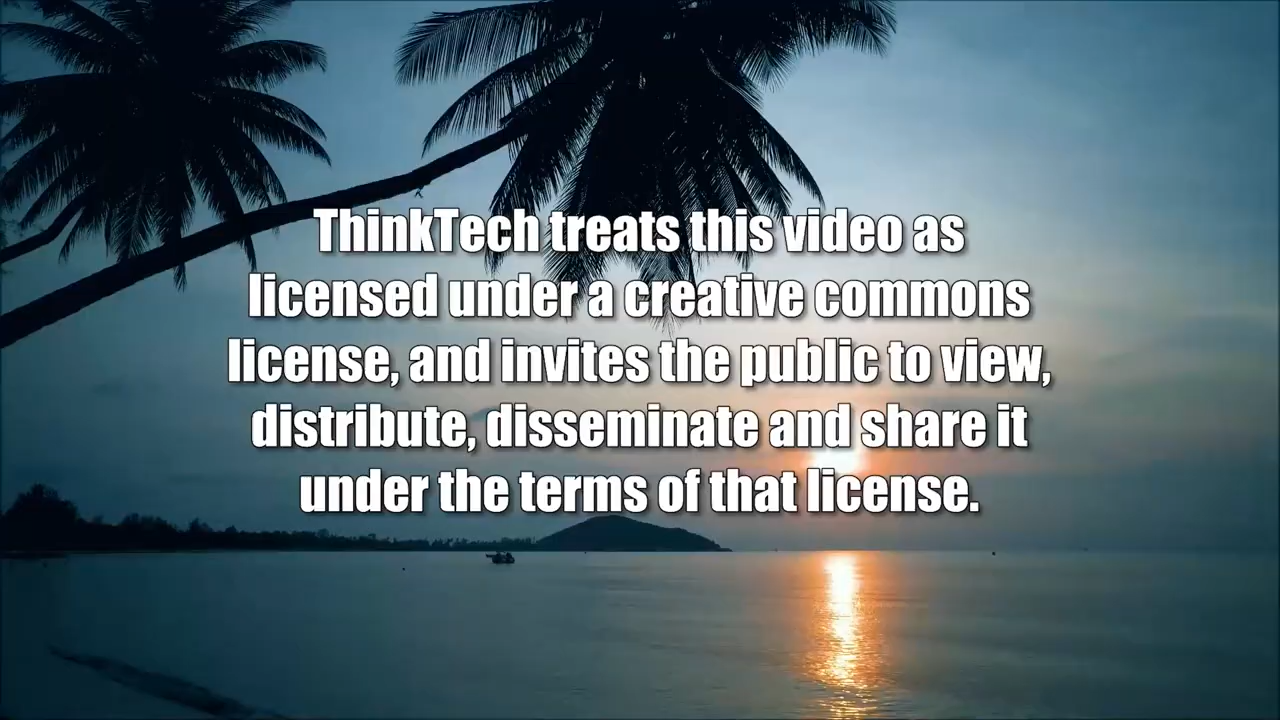 ThinkTech treats this video as
licensed under a creative commons
license, and invites the public to view,
distribute, disseminate and share it
under the terms of that license.